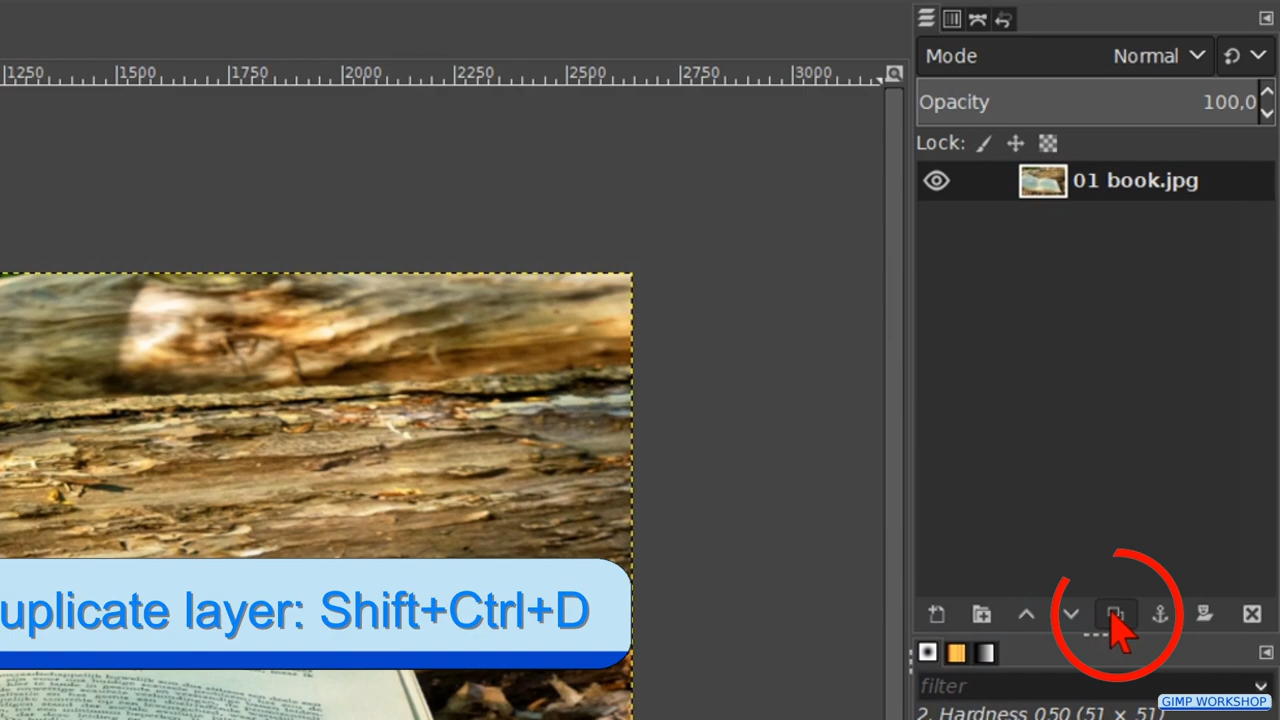 1250 1500 1750 2000 2250 2500 2750 3000
Mode Normal
Opacity 100,0
Lock:
01 book.jpg
uplicate layer: Shift+Ctrl+D
filter
GIMP WORKSHOP
2. Hardness 050 (51 × 51)